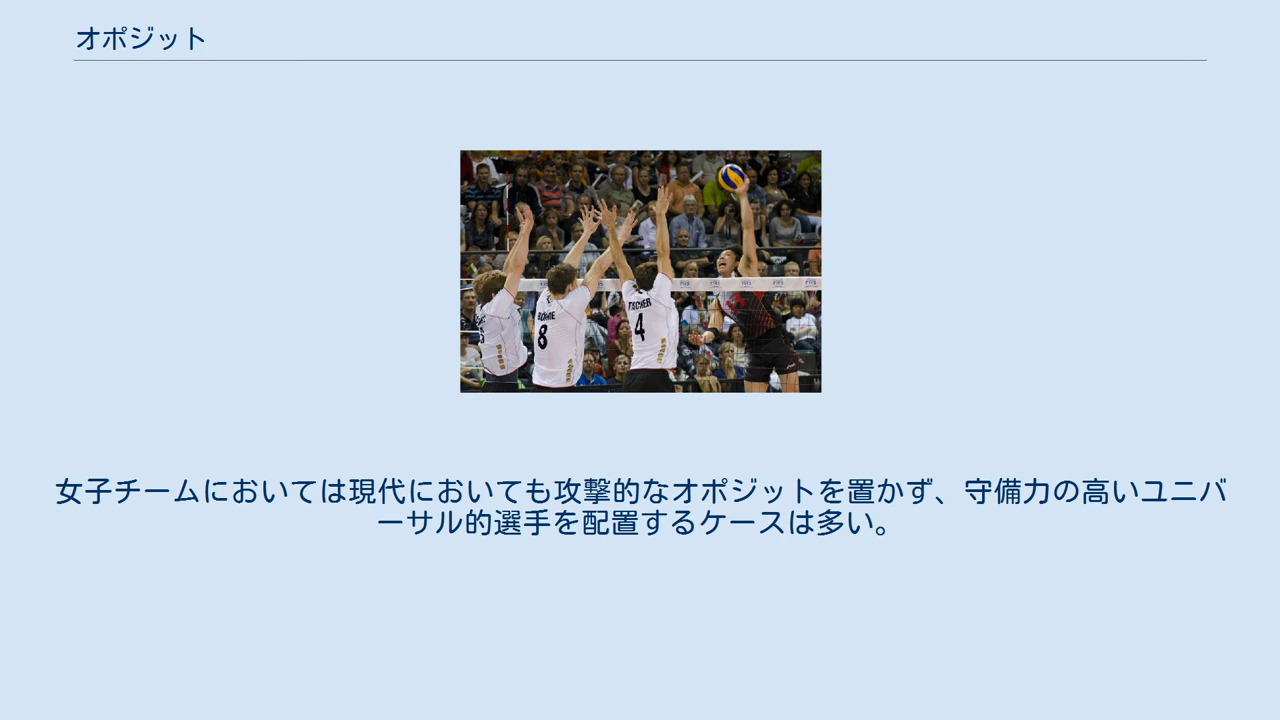 オポジット
8
TISCHER
4
女子チームにおいては現代においても攻撃的なオポジットを置かず、守備力の高いユニバ
ーサル的選手を配置するケースは多い。